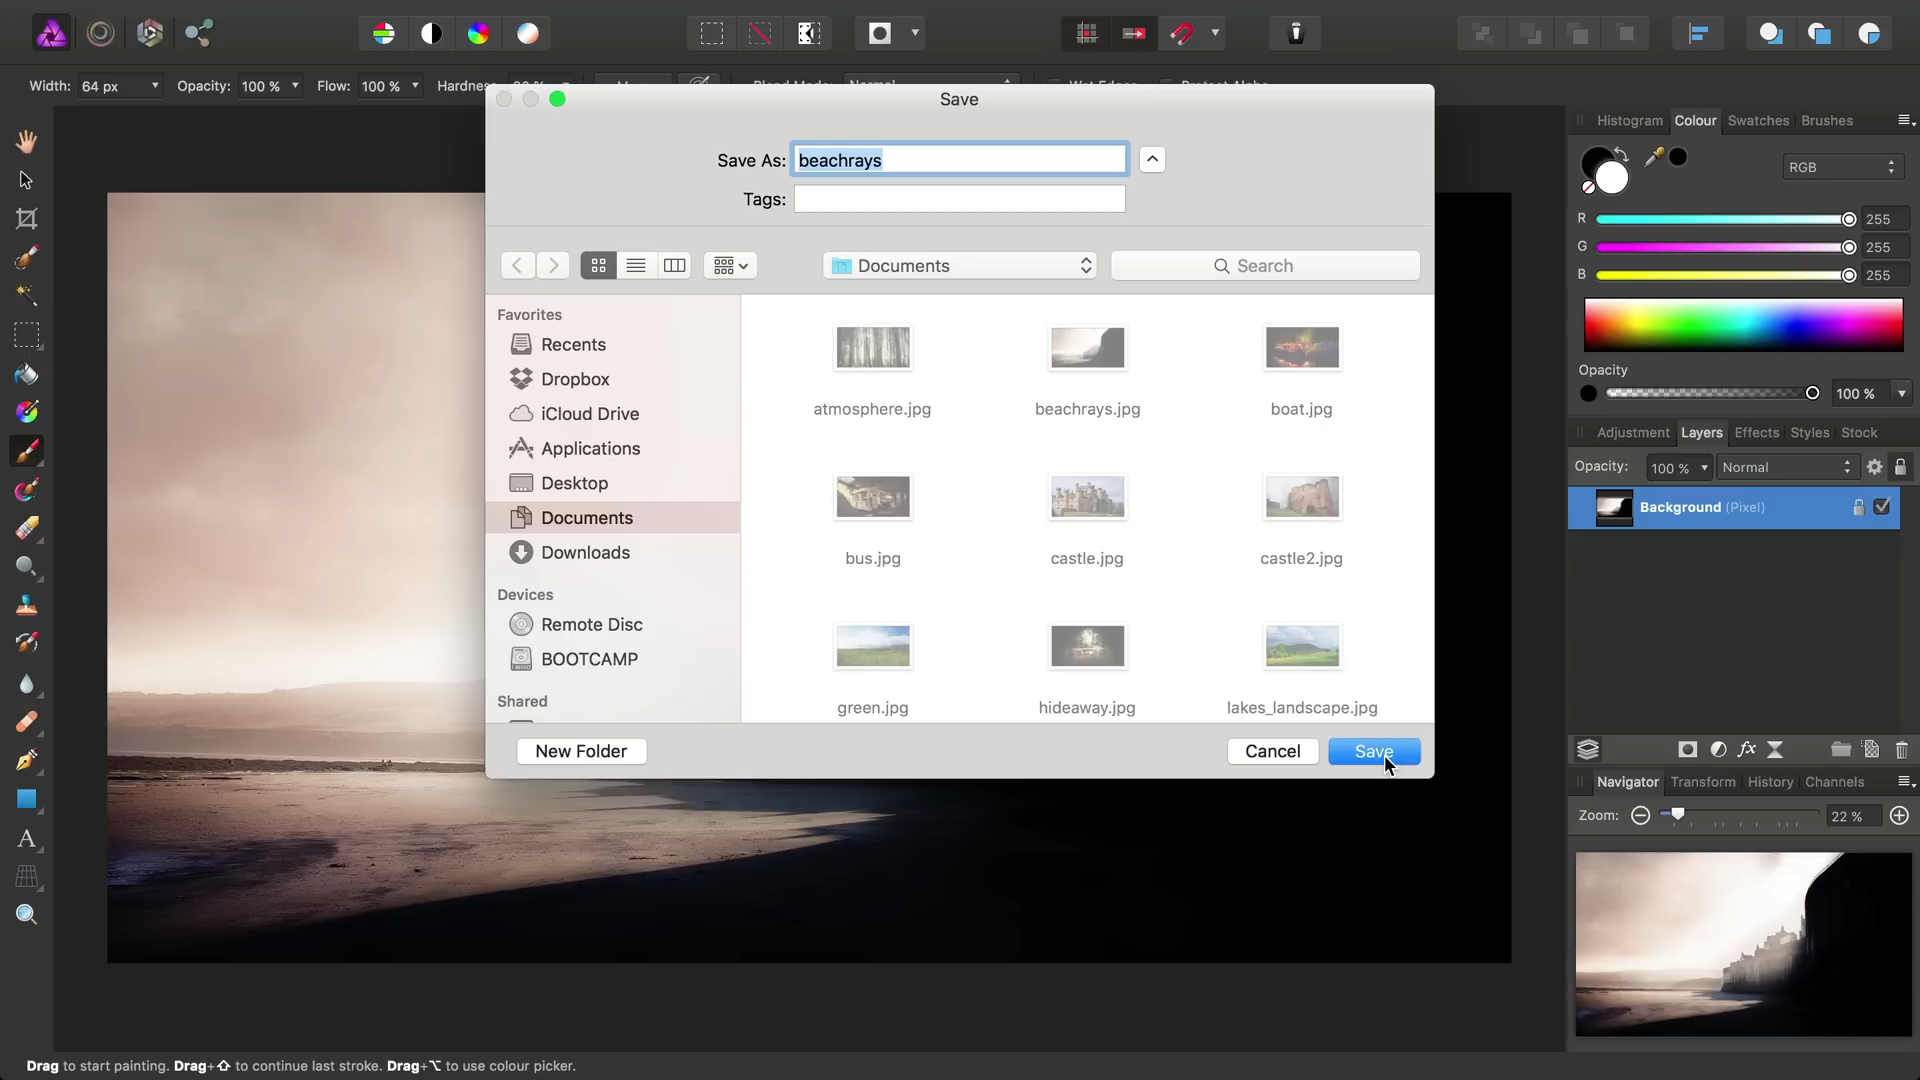 Width: 64 px Opacity: 100 % Flow: 100 % Hardness
Save
Histogram Colour Swatches Brushes
Save As: beachrays
Tags:
RGB
R 255
G 255
B 255
Documents Search
Favorites
Recents
Dropbox
iCloud Drive
Applications
Desktop
Documents
Downloads
Devices
Remote Disc
BOOTCAMP
Shared
atmosphere.jpg beachrays.jpg boat.jpg
bus.jpg castle.jpg castle2.jpg
green.jpg hideaway.jpg lakes_landscape.jpg
New Folder Cancel Save
Opacity
100 %
Adjustment Layers Effects Styles Stock
Opacity: 100 % Normal
Background (Pixel)
fx
Navigator Transform History Channels
Zoom: 22 %
A
Drag to start painting. Drag+⇧ to continue last stroke. Drag+⌥ to use colour picker.